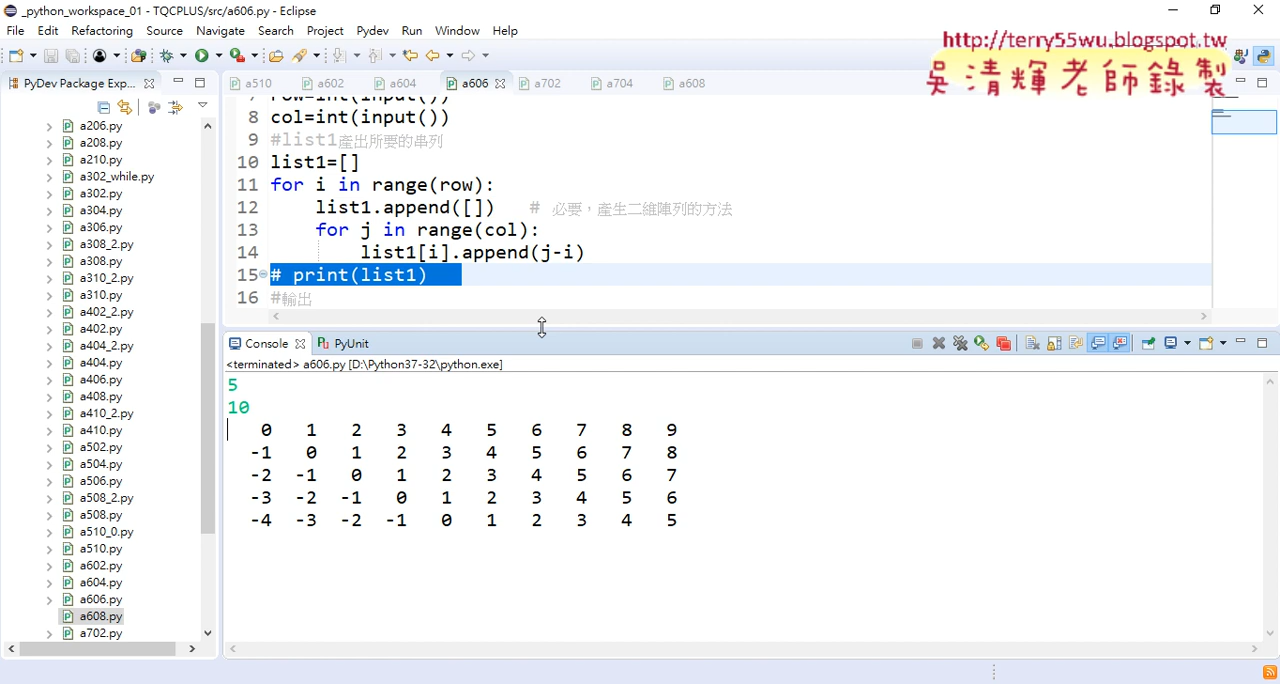 _python_workspace_01 - TQCPLUS/src/a606.py - Eclipse
File Edit Refactoring Source Navigate Search Project Pydev Run Window Help
http://terry55wu.blogspot.tw
吳清輝老師錄製
PyDev Package Exp...
a510 a602 a604 a606 a702 a704 a608
a206.py
a208.py
a210.py
a302_while.py
a302.py
a304.py
a306.py
a308_2.py
a308.py
a310_2.py
a310.py
a402_2.py
a402.py
a404_2.py
a404.py
a406.py
a408.py
a410_2.py
a410.py
a502.py
a504.py
a506.py
a508_2.py
a508.py
a510_0.py
a510.py
a602.py
a604.py
a606.py
a608.py
a702.py
7 row=int(input())
8 col=int(input())
9 #list1產出所要的串列
10 list1=[]
11 for i in range(row):
12 list1.append([]) # 必要，產生二維陣列的方法
13 for j in range(col):
14 list1[i].append(j-i)
15 # print(list1)
16 #輸出
Console PyUnit
<terminated> a606.py [D:\Python37-32\python.exe]
5
10
0 1 2 3 4 5 6 7 8 9
-1 0 1 2 3 4 5 6 7 8
-2 -1 0 1 2 3 4 5 6 7
-3 -2 -1 0 1 2 3 4 5 6
-4 -3 -2 -1 0 1 2 3 4 5